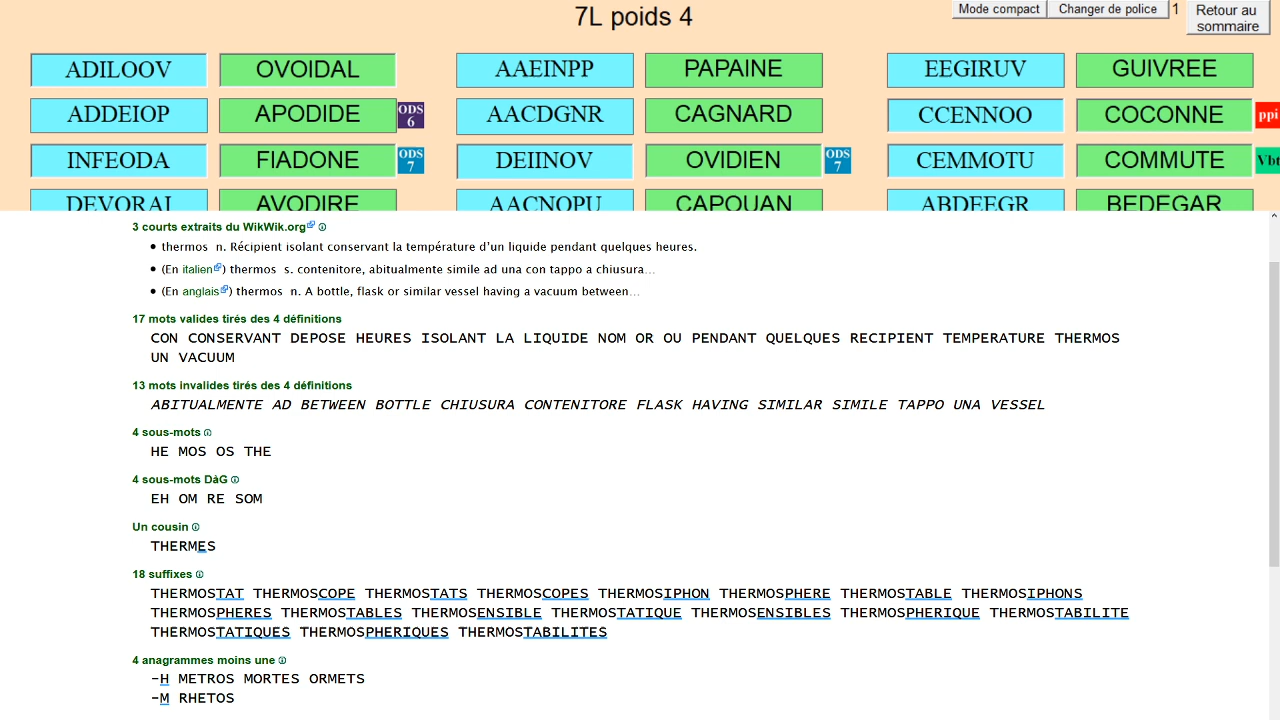 7L poids 4
Mode compact Changer de police 1 Retour au sommaire
ADILOOV OVOIDAL AAEINPP PAPAINE EEGIRUV GUIVREE
ADDEIOP APODIDE ODS 6 AACDGNR CAGNARD CCENNOO COCONNE ppi
INFEODA FIADONE ODS 7 DEIINOV OVIDIEN ODS 7 CEMMOTU COMMUTE Vbt
DEVORAI AVODIRE AACNOPU CAPOUAN ABDEEGR BEDEGAR
3 courts extraits du WikWik.org
• thermos n. Récipient isolant conservant la température d’un liquide pendant quelques heures.
• (En italien) thermos s. contenitore, abitualmente simile ad una con tappo a chiusura…
• (En anglais) thermos n. A bottle, flask or similar vessel having a vacuum between…
17 mots valides tirés des 4 définitions
CON CONSERVANT DEPOSE HEURES ISOLANT LA LIQUIDE NOM OR OU PENDANT QUELQUES RECIPIENT TEMPERATURE THERMOS
UN VACUUM
13 mots invalides tirés des 4 définitions
ABITUALMENTE AD BETWEEN BOTTLE CHIUSURA CONTENITORE FLASK HAVING SIMILAR SIMILE TAPPO UNA VESSEL
4 sous-mots
HE MOS OS THE
4 sous-mots DàG
EH OM RE SOM
Un cousin
THERMES
18 suffixes
THERMOSTAT THERMOSCOPE THERMOSTATS THERMOSCOPES THERMOSIPHON THERMOSPHERE THERMOSTABLE THERMOSIPHONS
THERMOSPHERES THERMOSTABLES THERMOSENSIBLE THERMOSTATIQUE THERMOSENSIBLES THERMOSPHERIQUE THERMOSTABILITE
THERMOSTATIQUES THERMOSPHERIQUES THERMOSTABILITES
4 anagrammes moins une
-H METROS MORTES ORMETS
-M RHETOS